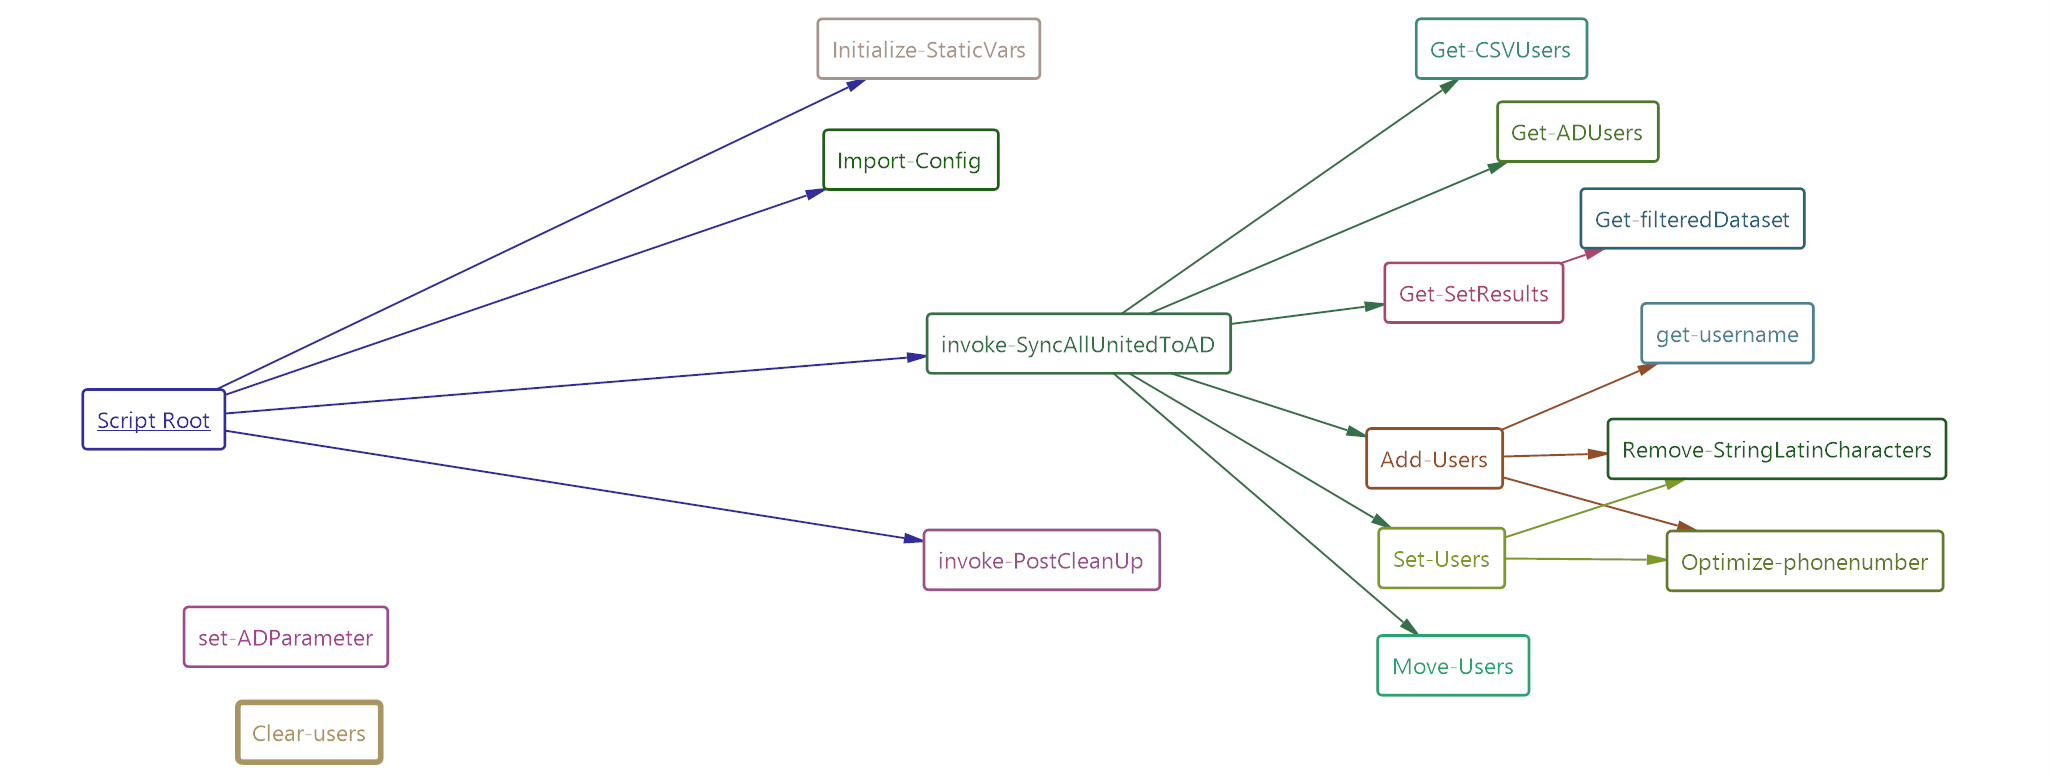 Initialize-StaticVars
Get-CSVUsers
Get-ADUsers
Import-Config
Get-filteredDataset
Get-SetResults
invoke-SyncAllUnitedToAD
get-username
Script Root
Add-Users
Remove-StringLatinCharacters
invoke-PostCleanUp
Set-Users
Optimize-phonenumber
set-ADParameter
Move-Users
Clear-users